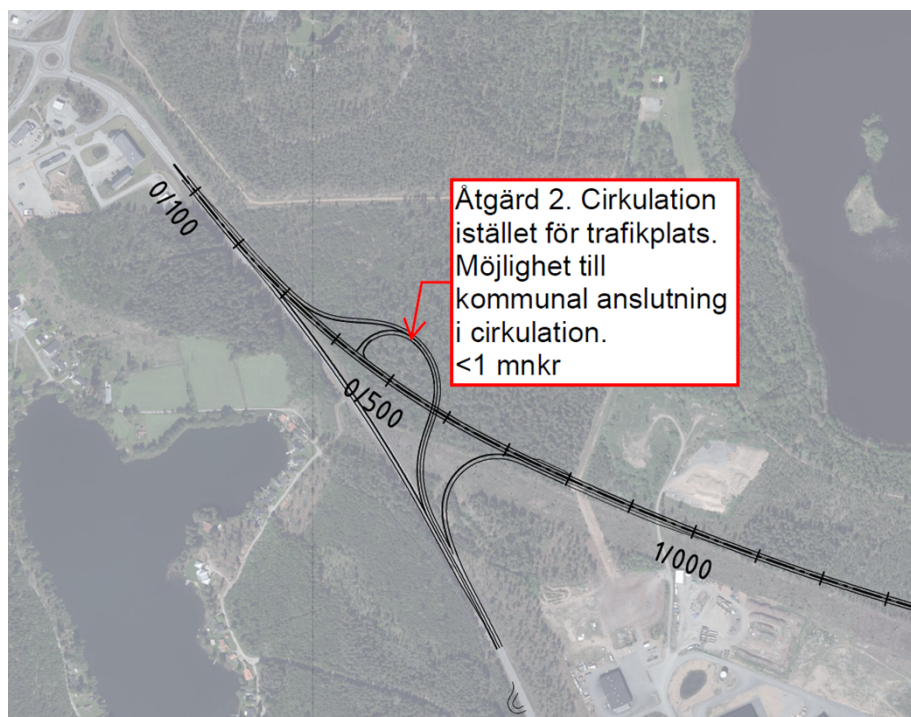 0/100
Åtgärd 2. Cirkulation
istället för trafikplats.
Möjlighet till
kommunal anslutning
i cirkulation.
<1 mnkr
0/500
1/000